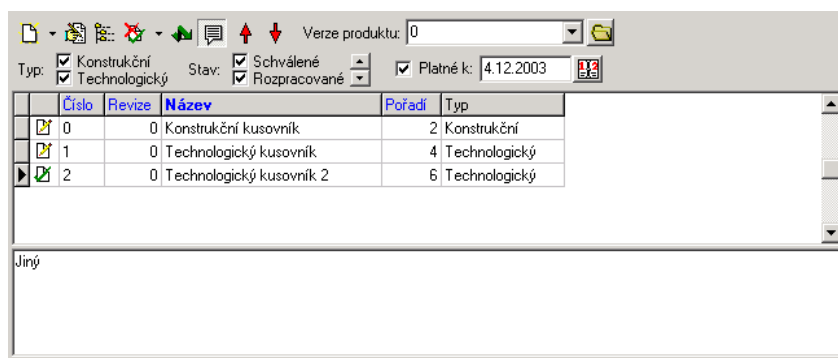 Verze produktu: 0
Typ: Konstrukční Stav: Schválené Platné k: 4.12.2003
Technologický Rozpracované
Číslo Revize Název Pořadí Typ
0 0 Konstrukční kusovník 2 Konstrukční
1 0 Technologický kusovník 4 Technologický
2 0 Technologický kusovník 2 6 Technologický
Jiný